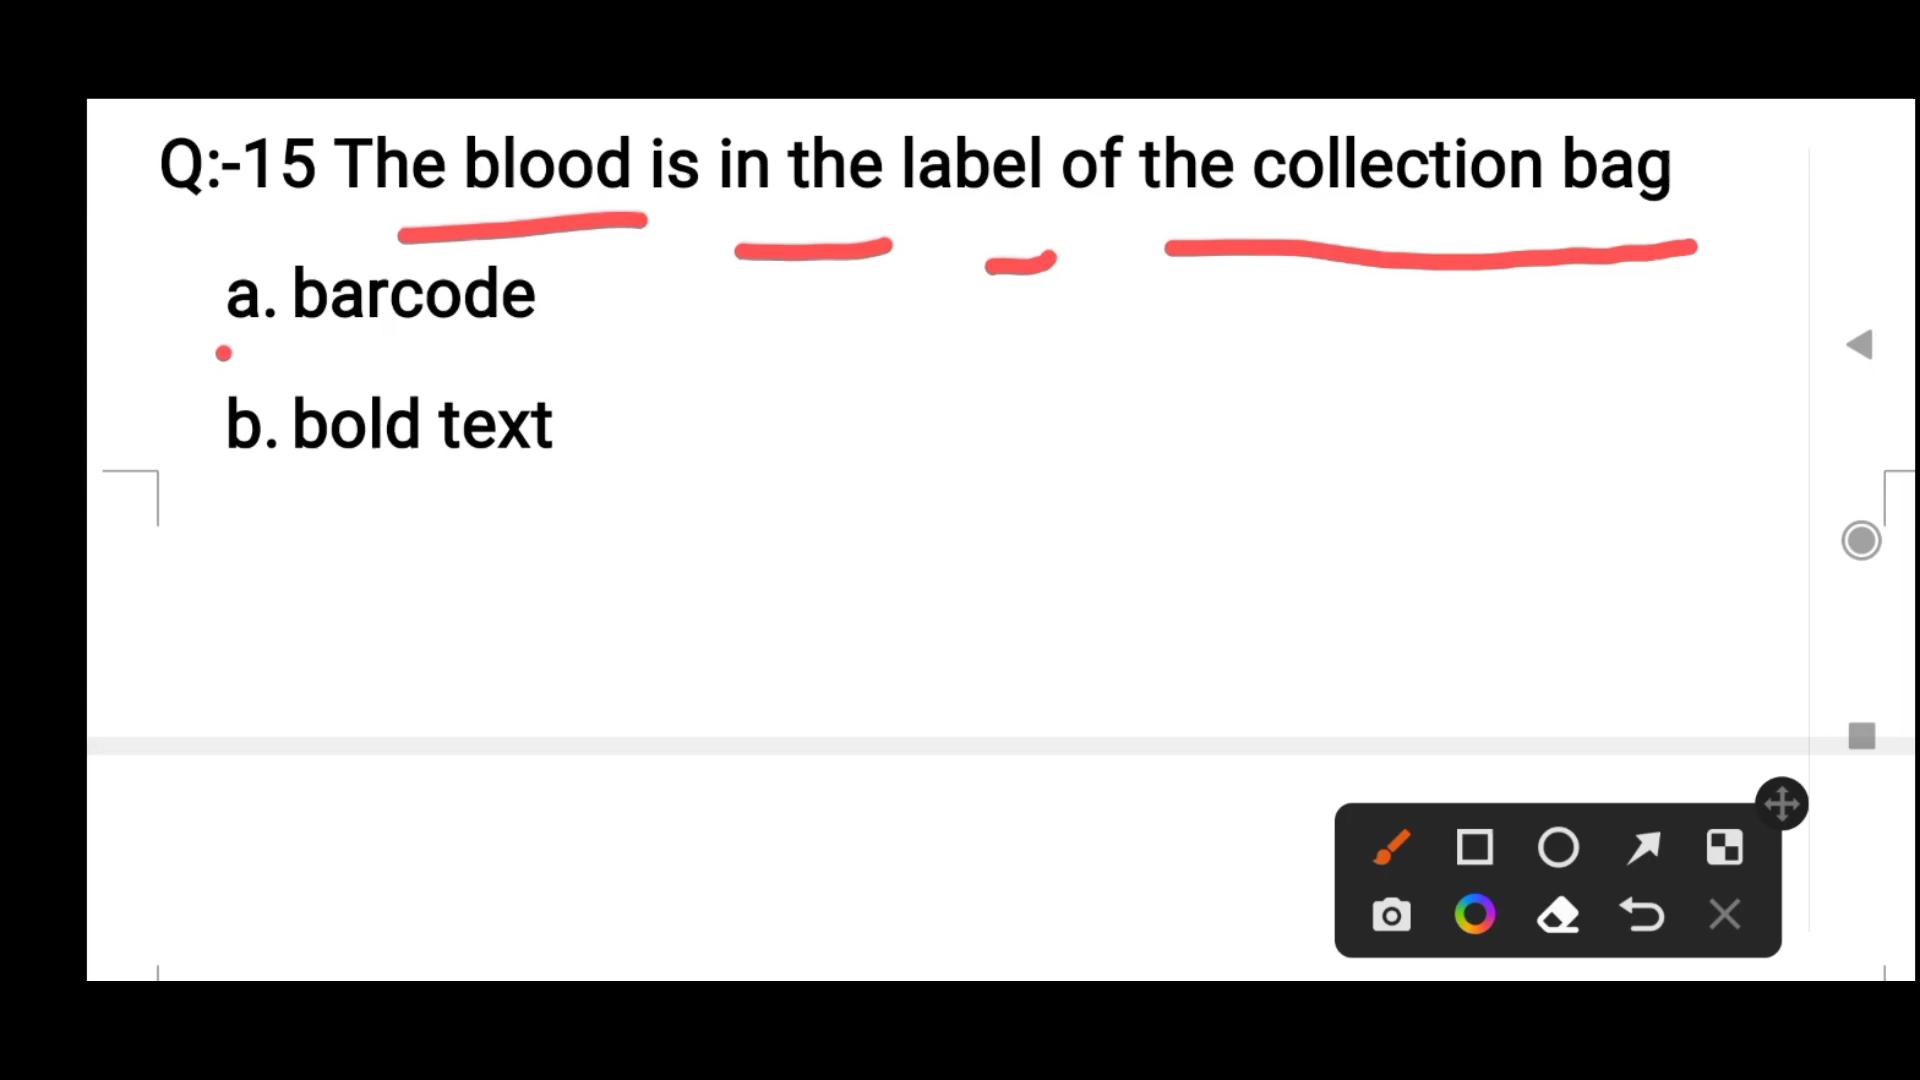 Q:-15 The blood is in the label of the collection bag
a. barcode
b. bold text